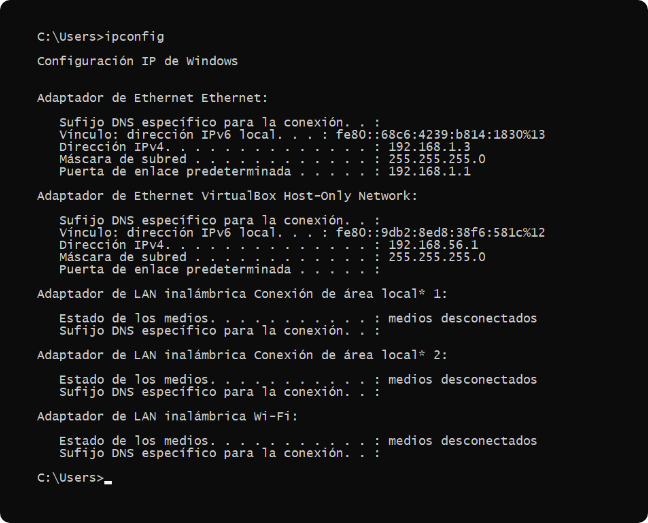 C:\Users>ipconfig
Configuración IP de Windows
Adaptador de Ethernet Ethernet:
Sufijo DNS específico para la conexión. . :
Vínculo: dirección IPv6 local. . . : fe80::68c6:4239:b814:1830%13
Dirección IPv4. . . . . . . . . . . . . . : 192.168.1.3
Máscara de subred . . . . . . . . . . . . : 255.255.255.0
Puerta de enlace predeterminada . . . . . : 192.168.1.1
Adaptador de Ethernet VirtualBox Host-Only Network:
Sufijo DNS específico para la conexión. . :
Vínculo: dirección IPv6 local. . . : fe80::9db2:8ed8:38f6:581c%12
Dirección IPv4. . . . . . . . . . . . . . : 192.168.56.1
Máscara de subred . . . . . . . . . . . . : 255.255.255.0
Puerta de enlace predeterminada . . . . . :
Adaptador de LAN inalámbrica Conexión de área local* 1:
Estado de los medios. . . . . . . . . . . : medios desconectados
Sufijo DNS específico para la conexión. . :
Adaptador de LAN inalámbrica Conexión de área local* 2:
Estado de los medios. . . . . . . . . . . : medios desconectados
Sufijo DNS específico para la conexión. . :
Adaptador de LAN inalámbrica Wi-Fi:
Estado de los medios. . . . . . . . . . . : medios desconectados
Sufijo DNS específico para la conexión. . :
C:\Users>